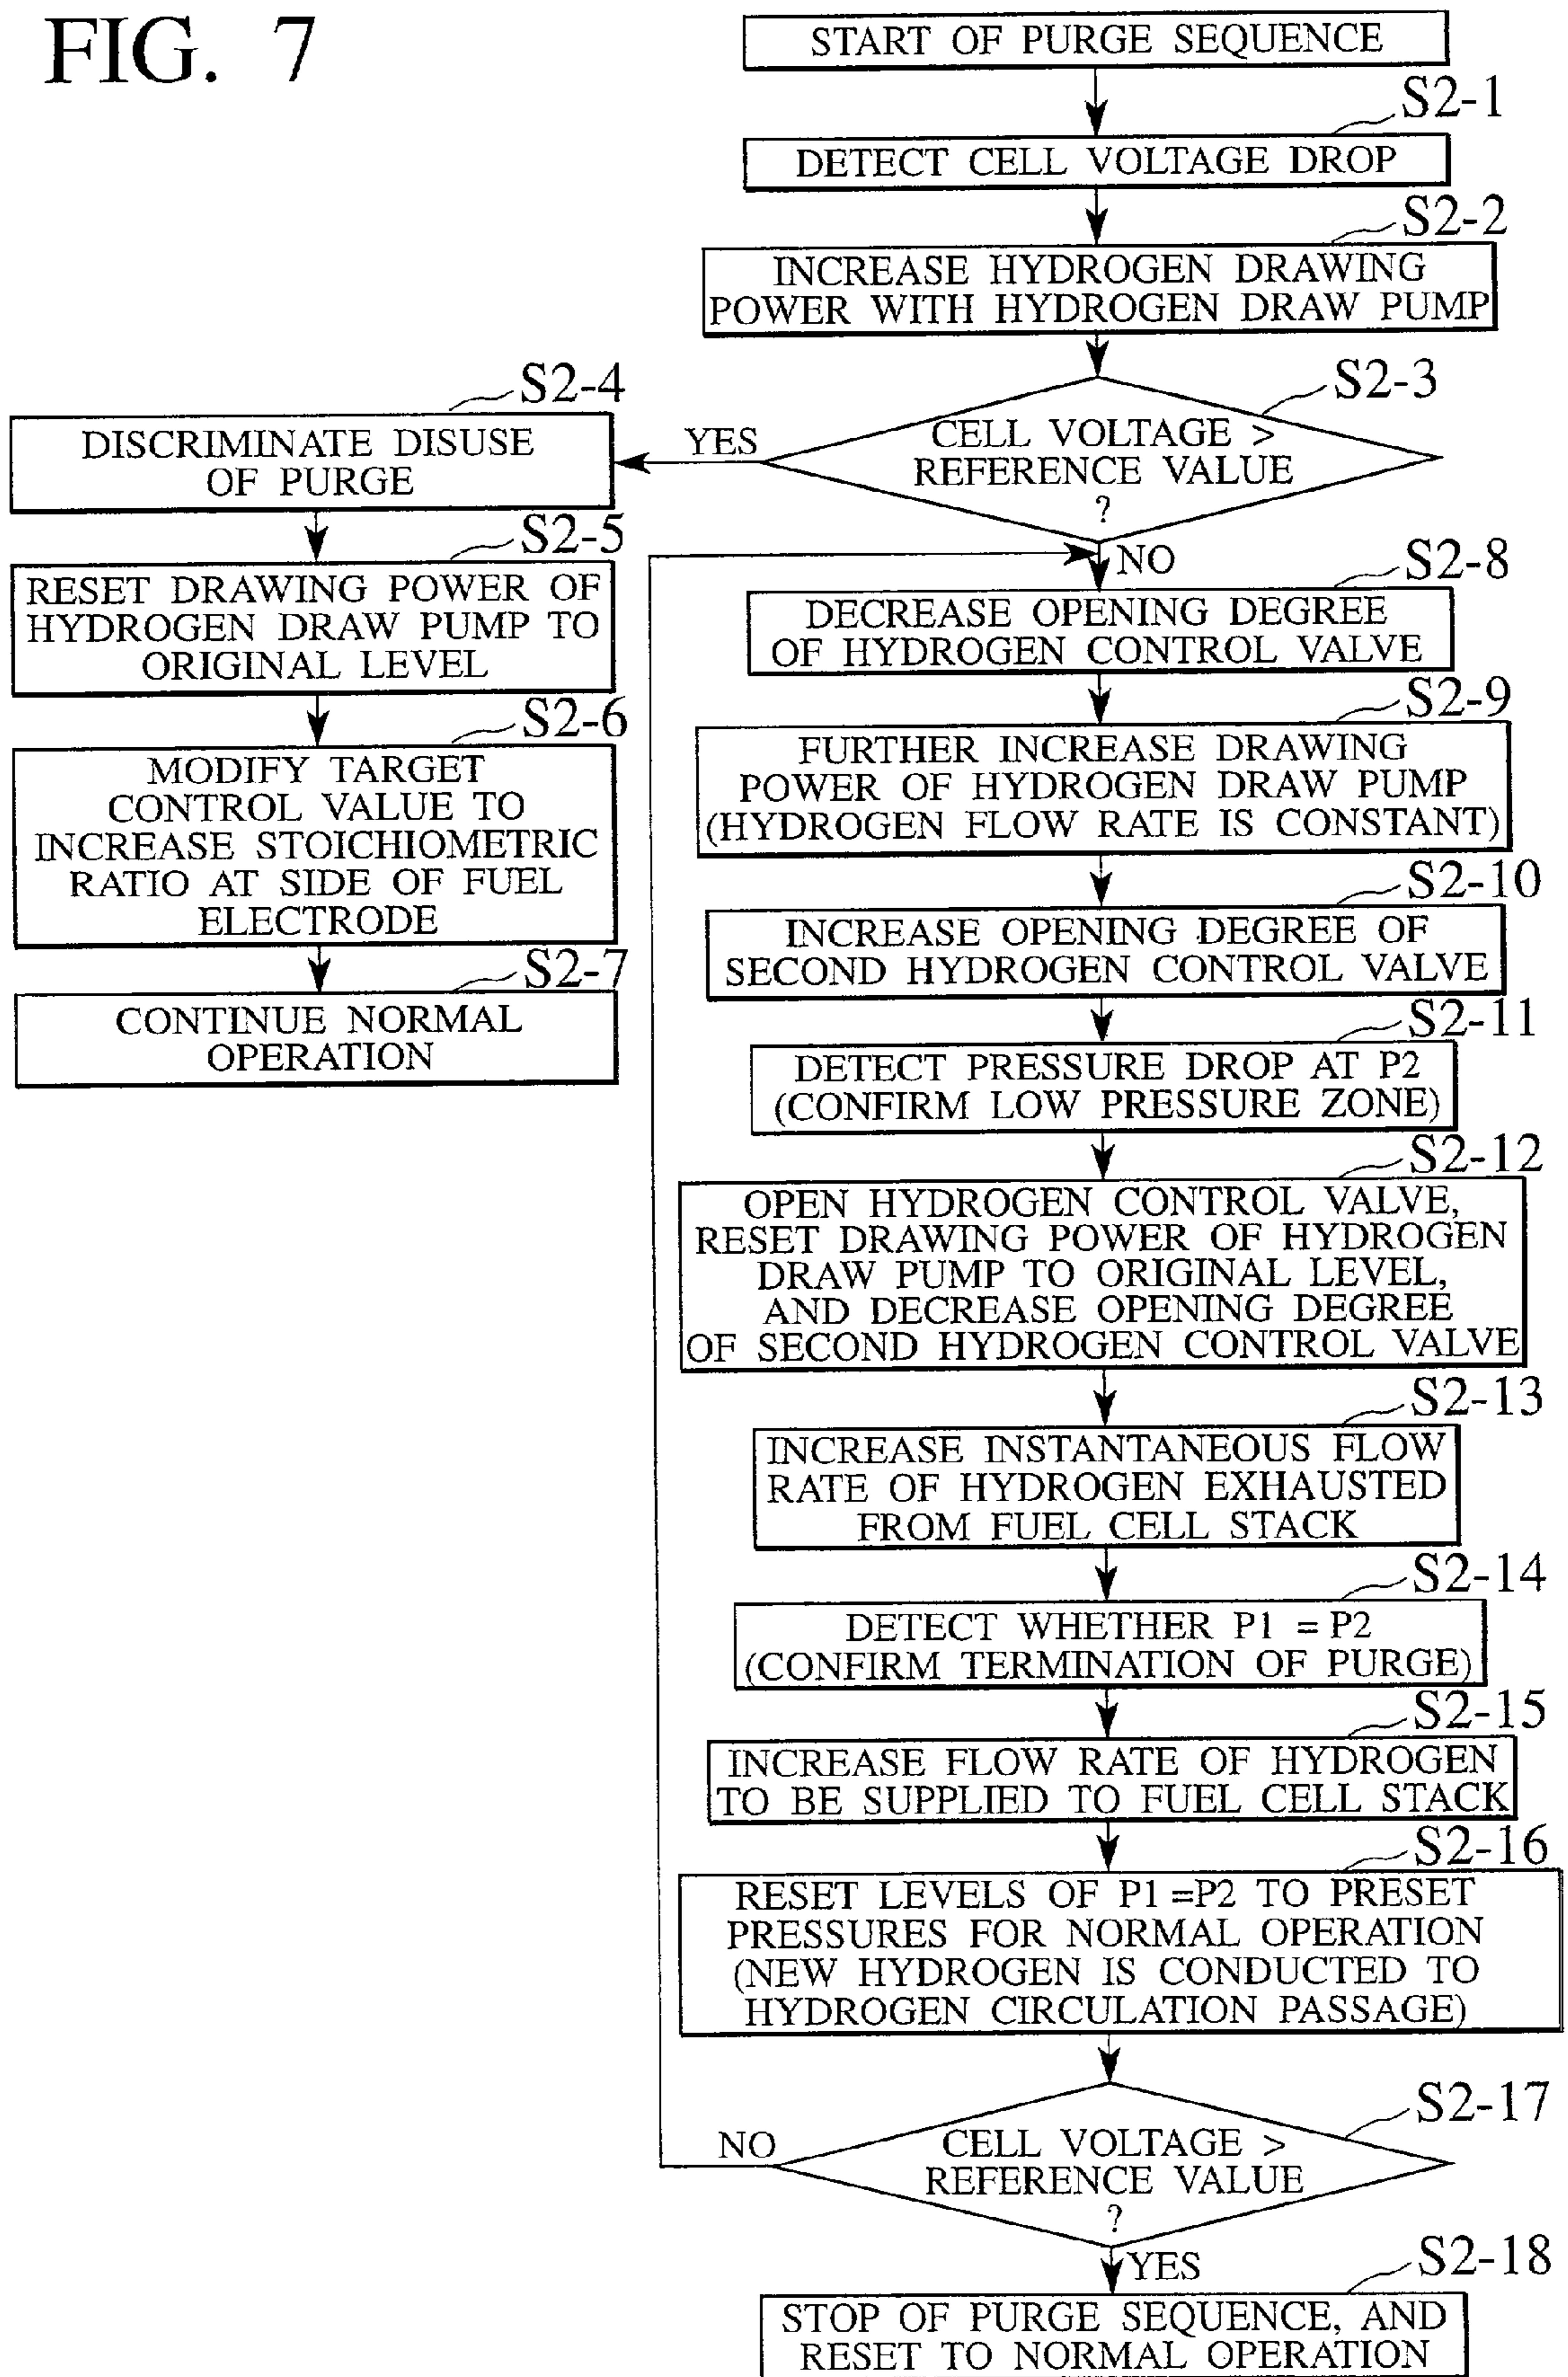 FIG. 7
START OF PURGE SEQUENCE
S2-1
DETECT CELL VOLTAGE DROP
S2-2
INCREASE HYDROGEN DRAWING
POWER WITH HYDROGEN DRAW PUMP
S2-3
CELL VOLTAGE >
REFERENCE VALUE
?
YES
S2-4
DISCRIMINATE DISUSE
OF PURGE
S2-5
RESET DRAWING POWER OF
HYDROGEN DRAW PUMP TO
ORIGINAL LEVEL
S2-6
MODIFY TARGET
CONTROL VALUE TO
INCREASE STOICHIOMETRIC
RATIO AT SIDE OF FUEL
ELECTRODE
S2-7
CONTINUE NORMAL
OPERATION
NO
S2-8
DECREASE OPENING DEGREE
OF HYDROGEN CONTROL VALVE
S2-9
FURTHER INCREASE DRAWING
POWER OF HYDROGEN DRAW PUMP
(HYDROGEN FLOW RATE IS CONSTANT)
S2-10
INCREASE OPENING DEGREE OF
SECOND HYDROGEN CONTROL VALVE
S2-11
DETECT PRESSURE DROP AT P2
(CONFIRM LOW PRESSURE ZONE)
S2-12
OPEN HYDROGEN CONTROL VALVE,
RESET DRAWING POWER OF HYDROGEN
DRAW PUMP TO ORIGINAL LEVEL,
AND DECREASE OPENING DEGREE
OF SECOND HYDROGEN CONTROL VALVE
S2-13
INCREASE INSTANTANEOUS FLOW
RATE OF HYDROGEN EXHAUSTED
FROM FUEL CELL STACK
S2-14
DETECT WHETHER P1 = P2
(CONFIRM TERMINATION OF PURGE)
S2-15
INCREASE FLOW RATE OF HYDROGEN
TO BE SUPPLIED TO FUEL CELL STACK
S2-16
RESET LEVELS OF P1 =P2 TO PRESET
PRESSURES FOR NORMAL OPERATION
(NEW HYDROGEN IS CONDUCTED TO
HYDROGEN CIRCULATION PASSAGE)
S2-17
CELL VOLTAGE >
REFERENCE VALUE
?
NO
YES
S2-18
STOP OF PURGE SEQUENCE, AND
RESET TO NORMAL OPERATION